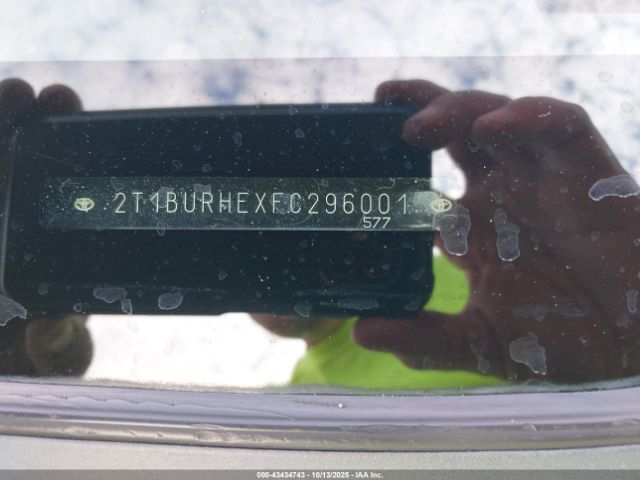 2T1BURHEXFC296001
577
000-43434743 - 10/13/2025 - IAA Inc.